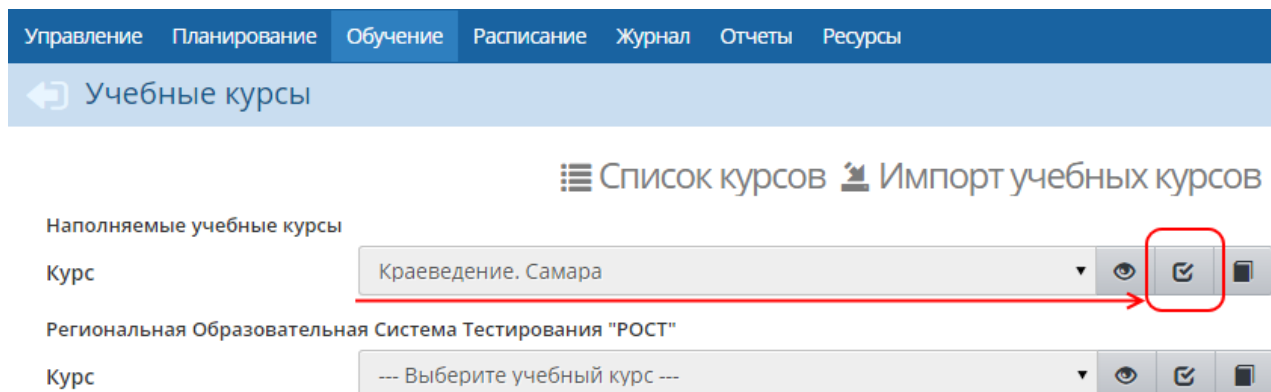 Управление Планирование Обучение Расписание Журнал Отчеты Ресурсы
Учебные курсы
Список курсов Импорт учебных курсов
Наполняемые учебные курсы
Курс Краеведение. Самара
Региональная Образовательная Система Тестирования "РОСТ"
Курс --- Выберите учебный курс ---